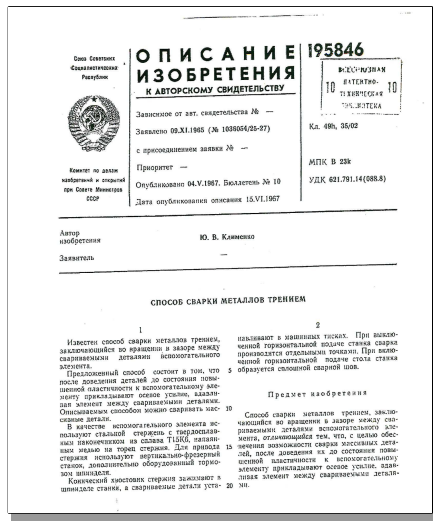 Союз Советских
Социалистических
Республик
ОПИСАНИЕ
ИЗОБРЕТЕНИЯ
К АВТОРСКОМУ СВИДЕТЕЛЬСТВУ
195846
Комитет по делам
изобретений и открытий
при Совете Министров
СССР
Зависимое от авт. свидетельства № —
Заявлено 09.XI.1965 (№ 1036054/25-27)
с присоединением заявки № —
Приоритет —
Опубликовано 04.V.1967. Бюллетень № 10
Дата опубликования описания 15.VI.1967
10
10
Кл. 49h, 35/02
МПК B 23k
УДК 621.791.14(088.8)
Автор
изобретения
Ю. В. Клименко
Заявитель
—
СПОСОБ СВАРКИ МЕТАЛЛОВ ТРЕНИЕМ
1
Известен способ сварки металлов трением,
заключающийся во вращении в зазоре между
свариваемыми деталями вспомогательного
элемента.
Предложенный способ состоит в том, что
после доведения деталей до состояния повы-
шенной пластичности к вспомогательному эле-
менту прикладывают осевое усилие, вдавли-
вая элемент между свариваемыми деталями.
Описываемым способом можно сваривать мас-
сивные детали.
В качестве вспомогательного элемента ис-
пользуют стальной стержень с твердосплав-
ным наконечником из сплава Т15К6, напаян-
ным медью на торец стержня. Для привода
стержня используют вертикально-фрезерный
станок, дополнительно оборудованный тормо-
зом шпинделя.
Конический хвостовик стержня зажимают в
шпинделе станка, а свариваемые детали уста-
5
10
15
20
2
навливают в машинных тисках. При выклю-
ченной горизонтальной подаче станка сварка
производится отдельными точками. При вклю-
ченной горизонтальной подаче стола станка
образуется сплошной сварной шов.
Предмет изобретения
Способ сварки металлов трением, заклю-
чающийся во вращении в зазоре между сва-
риваемыми деталями вспомогательного эле-
мента, отличающийся тем, что, с целью обес-
печения возможности сварки массивных дета-
лей, после доведения их до состояния повы-
шенной пластичности к вспомогательному
элементу прикладывают осевое усилие, вдав-
ливая элемент между свариваемыми деталя-
ми.